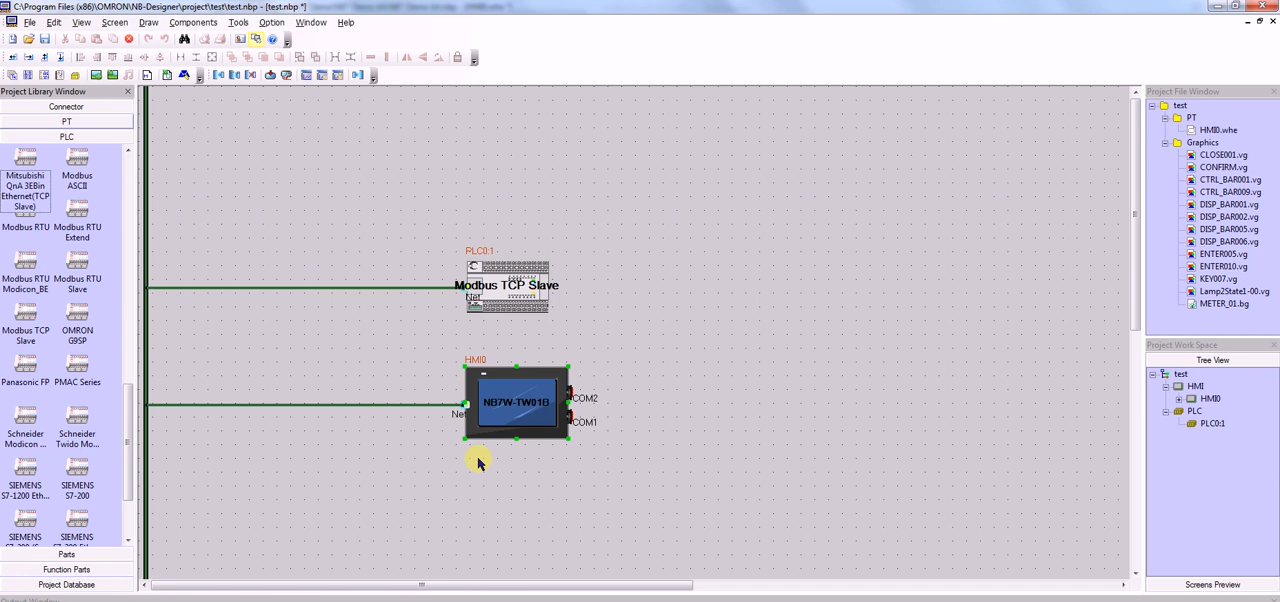 C:\Program Files (x86)\OMRON\NB-Designer\project\test\test.nbp - [test.nbp *]
File Edit View Screen Draw Components Tools Option Window Help
Project Library Window
Connector
PT
PLC
Mitsubishi
QnA 3EBin
Ethernet(TCP
Slave)
Modbus
ASCII
Modbus RTU
Modbus RTU
Extend
Modbus RTU
Modicon_BE
Modbus RTU
Slave
Modbus TCP
Slave
OMRON
G9SP
Panasonic FP
PMAC Series
Schneider
Modicon ...
Schneider
Twido Mo...
SIEMENS
S7-1200 Eth...
SIEMENS
S7-200
SIEMENS
SIEMENS
Parts
Function Parts
Project Database
PLC0:1
Modbus TCP Slave
Net
HMI0
NB7W-TW01B
Net
COM2
COM1
Project File Window
test
PT
HMI0.whe
Graphics
CLOSE001.vg
CONFIRM.vg
CTRL_BAR001.vg
CTRL_BAR009.vg
DISP_BAR001.vg
DISP_BAR002.vg
DISP_BAR005.vg
DISP_BAR006.vg
ENTER005.vg
ENTER010.vg
KEY007.vg
Lamp2State1-00.vg
METER_01.bg
Project Work Space
Tree View
test
HMI
HMI0
PLC
PLC0:1
Screens Preview